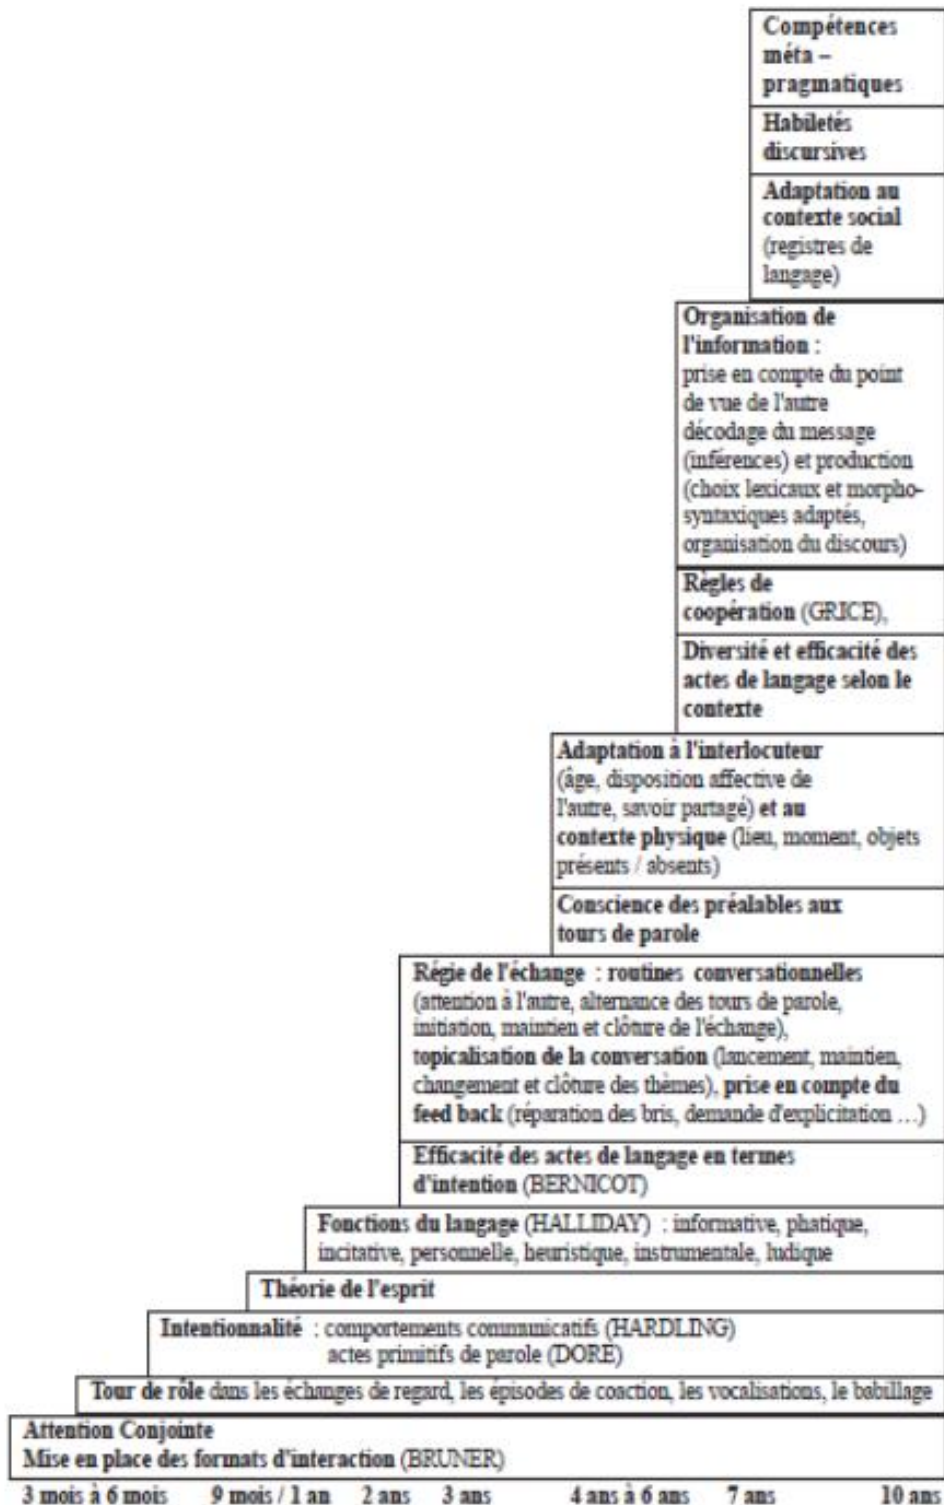 Compétences
méta –
pragmatiques
Habiletés
discursives
Adaptation au
contexte social
(registres de
langage)
Organisation de
l'information :
prise en compte du point
de vue de l'autre
décodage du message
(inférences) et production
(choix lexicaux et morpho-
syntaxiques adaptés,
organisation du discours)
Règles de
coopération (GRICE),
Diversité et efficacité des
actes de langage selon le
contexte
Adaptation à l'interlocuteur
(âge, disposition affective de
l'autre, savoir partagé) et au
contexte physique (lieu, moment, objets
présents / absents)
Conscience des préalables aux
tours de parole
Régie de l'échange : routines conversationnelles
(attention à l'autre, alternance des tours de parole,
initiation, maintien et clôture de l'échange),
topicalisation de la conversation (lancement, maintien,
changement et clôture des thèmes), prise en compte du
feed back (réparation des bris, demande d'explicitation …)
Efficacité des actes de langage en termes
d'intention (BERNICOT)
Fonctions du langage (HALLIDAY) : informative, phatique,
incitative, personnelle, heuristique, instrumentale, ludique
Théorie de l'esprit
Intentionnalité : comportements communicatifs (HARDLING)
actes primitifs de parole (DORE)
Tour de rôle dans les échanges de regard, les épisodes de coaction, les vocalisations, le babillage
Attention Conjointe
Mise en place des formats d'interaction (BRUNER)
3 mois à 6 mois 9 mois / 1 an 2 ans 3 ans 4 ans à 6 ans 7 ans 10 ans